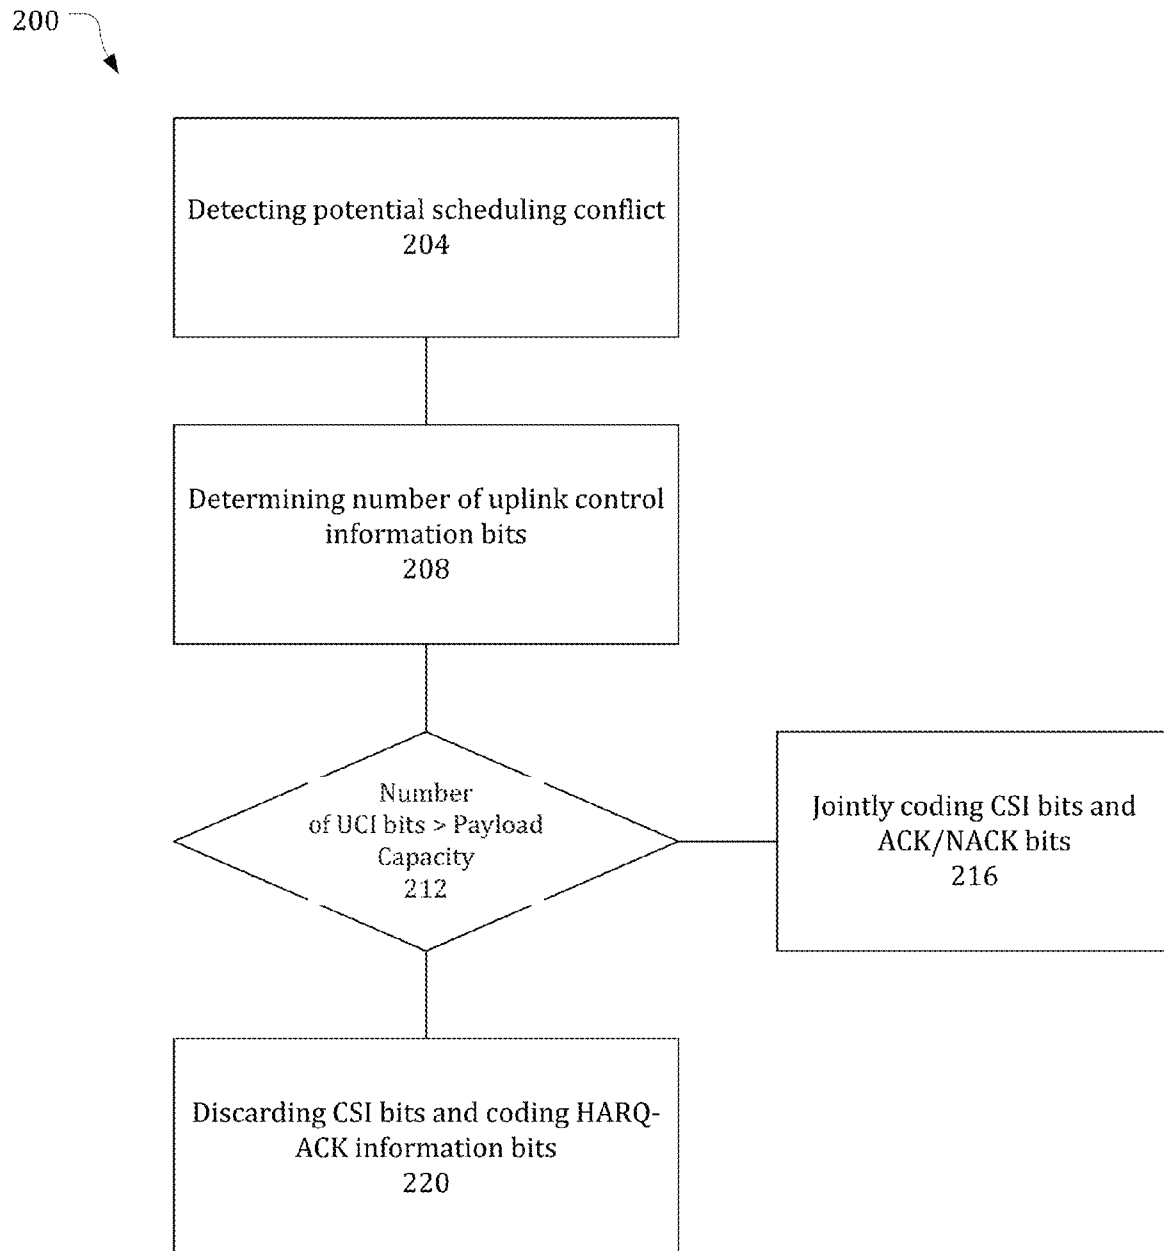 200
Detecting potential scheduling conflict
204
Determining number of uplink control
information bits
208
Number
of UCI bits > Payload
Capacity
212
Jointly coding CSI bits and
ACK/NACK bits
216
Discarding CSI bits and coding HARQ-
ACK information bits
220